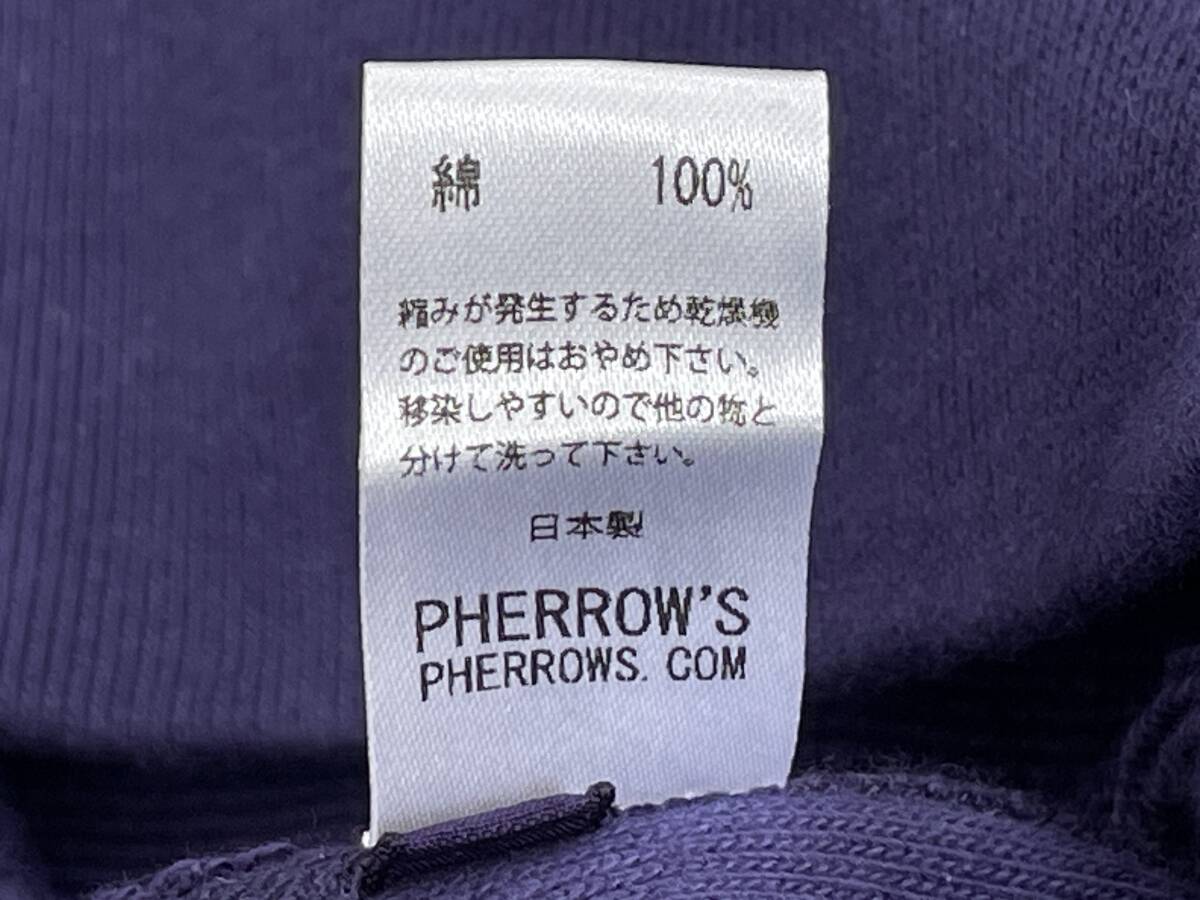 綿 100%
縮みが発生するため乾燥機
のご使用はおやめ下さい。
移染しやすいので他の物と
分けて洗って下さい。
日本製
PHERROW'S
PHERROWS. COM